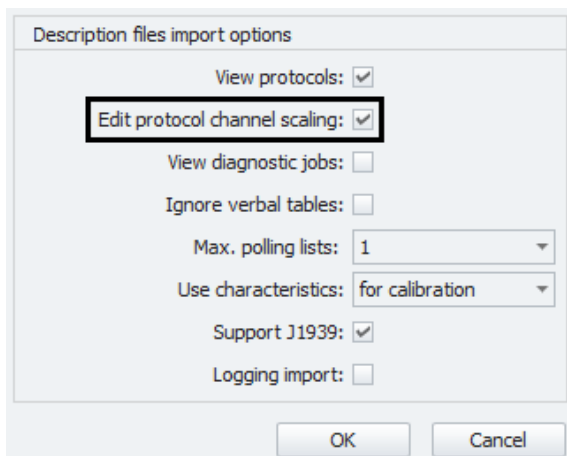 Description files import options
View protocols:
Edit protocol channel scaling:
View diagnostic jobs:
Ignore verbal tables:
Max. polling lists: 1
Use characteristics: for calibration
Support J1939:
Logging import:
OK Cancel